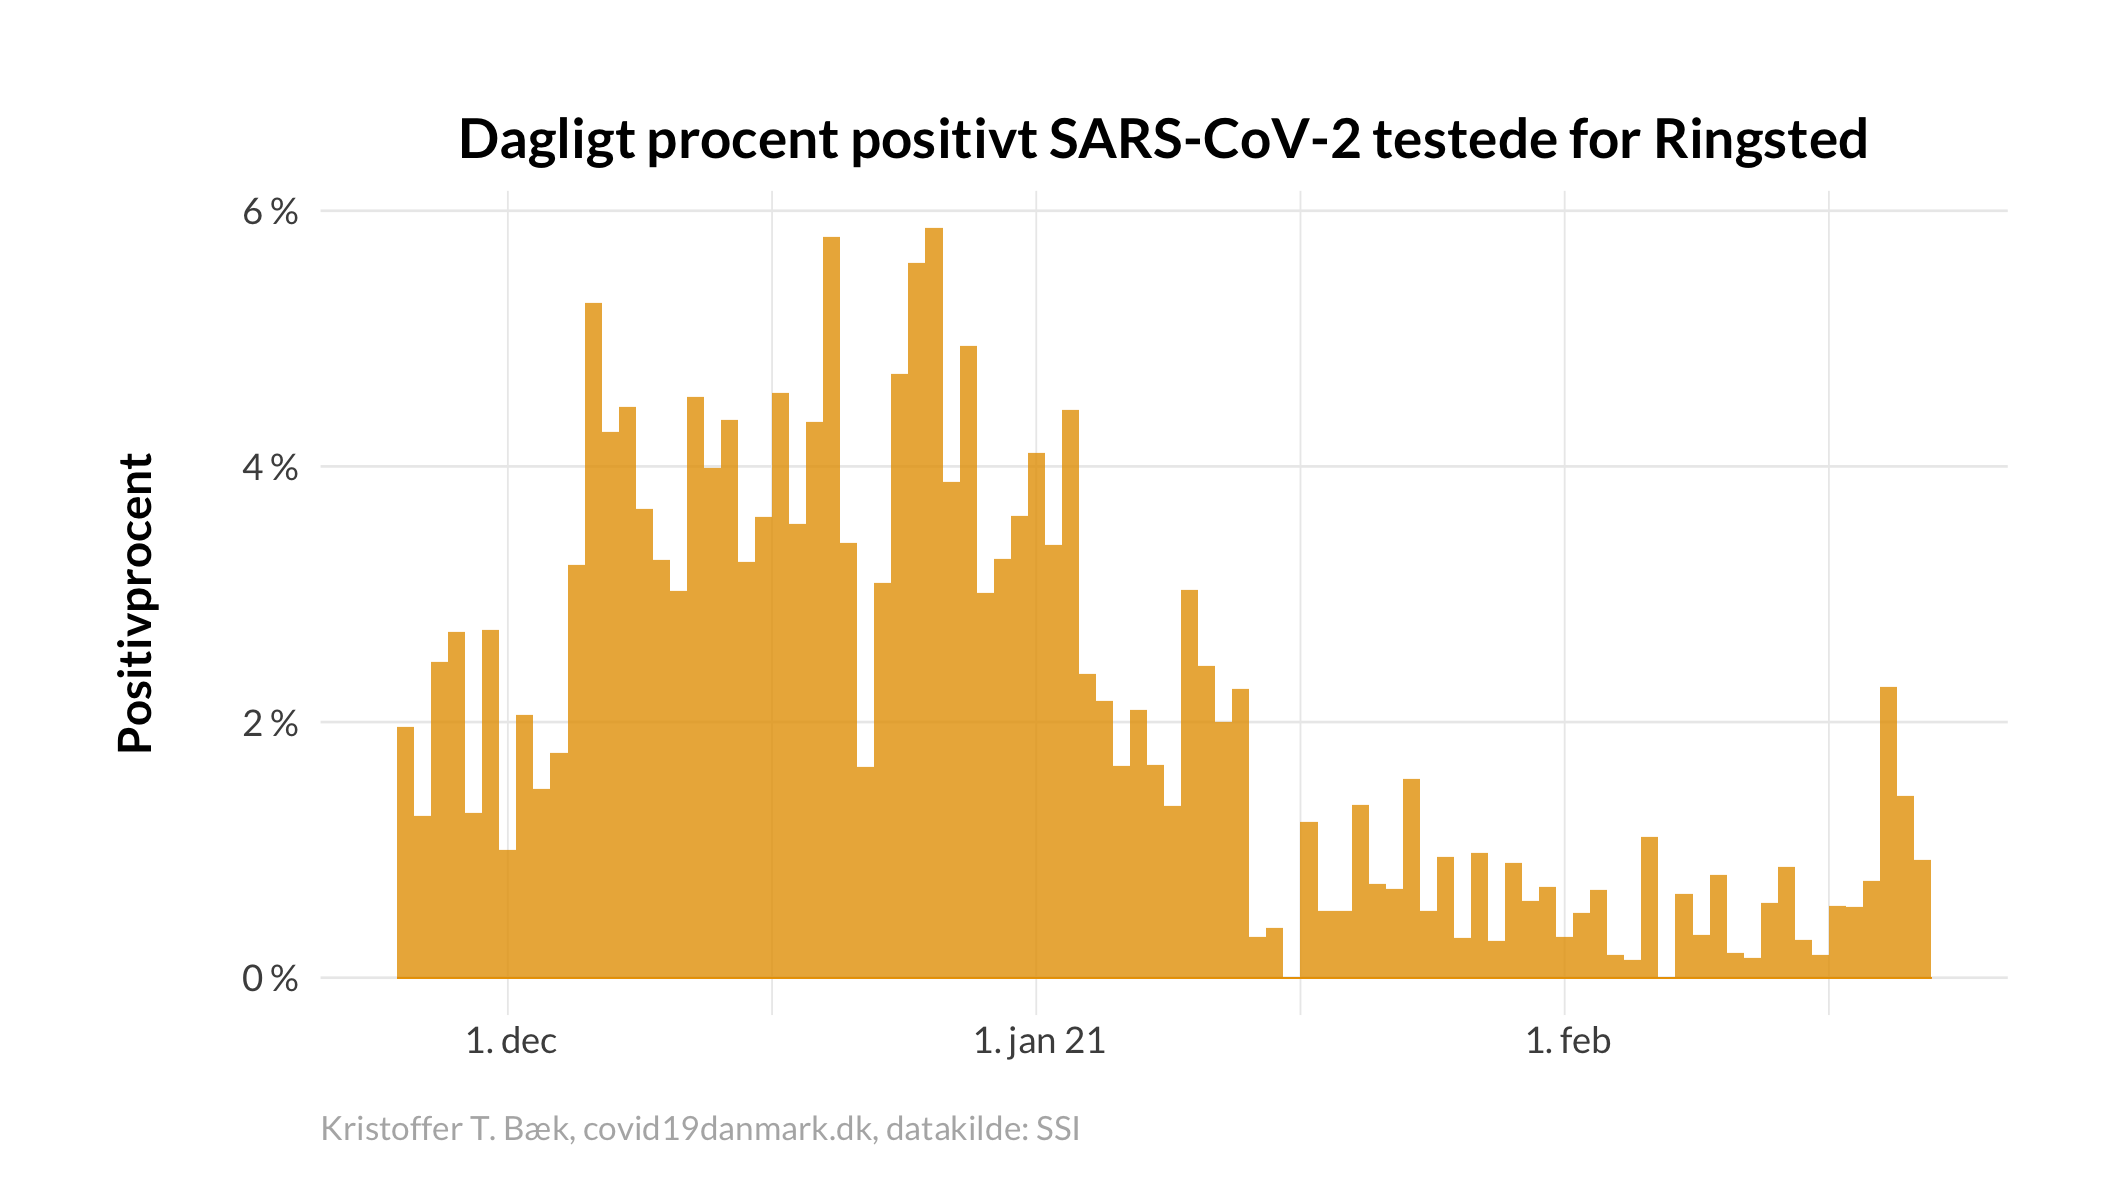 Dagligt procent positivt SARS-CoV-2 testede for Ringsted
Positivprocent
6 %
4 %
2 %
0 %
1. dec
1. jan 21
1. feb
Kristoffer T. Bæk, covid19danmark.dk, datakilde: SSI